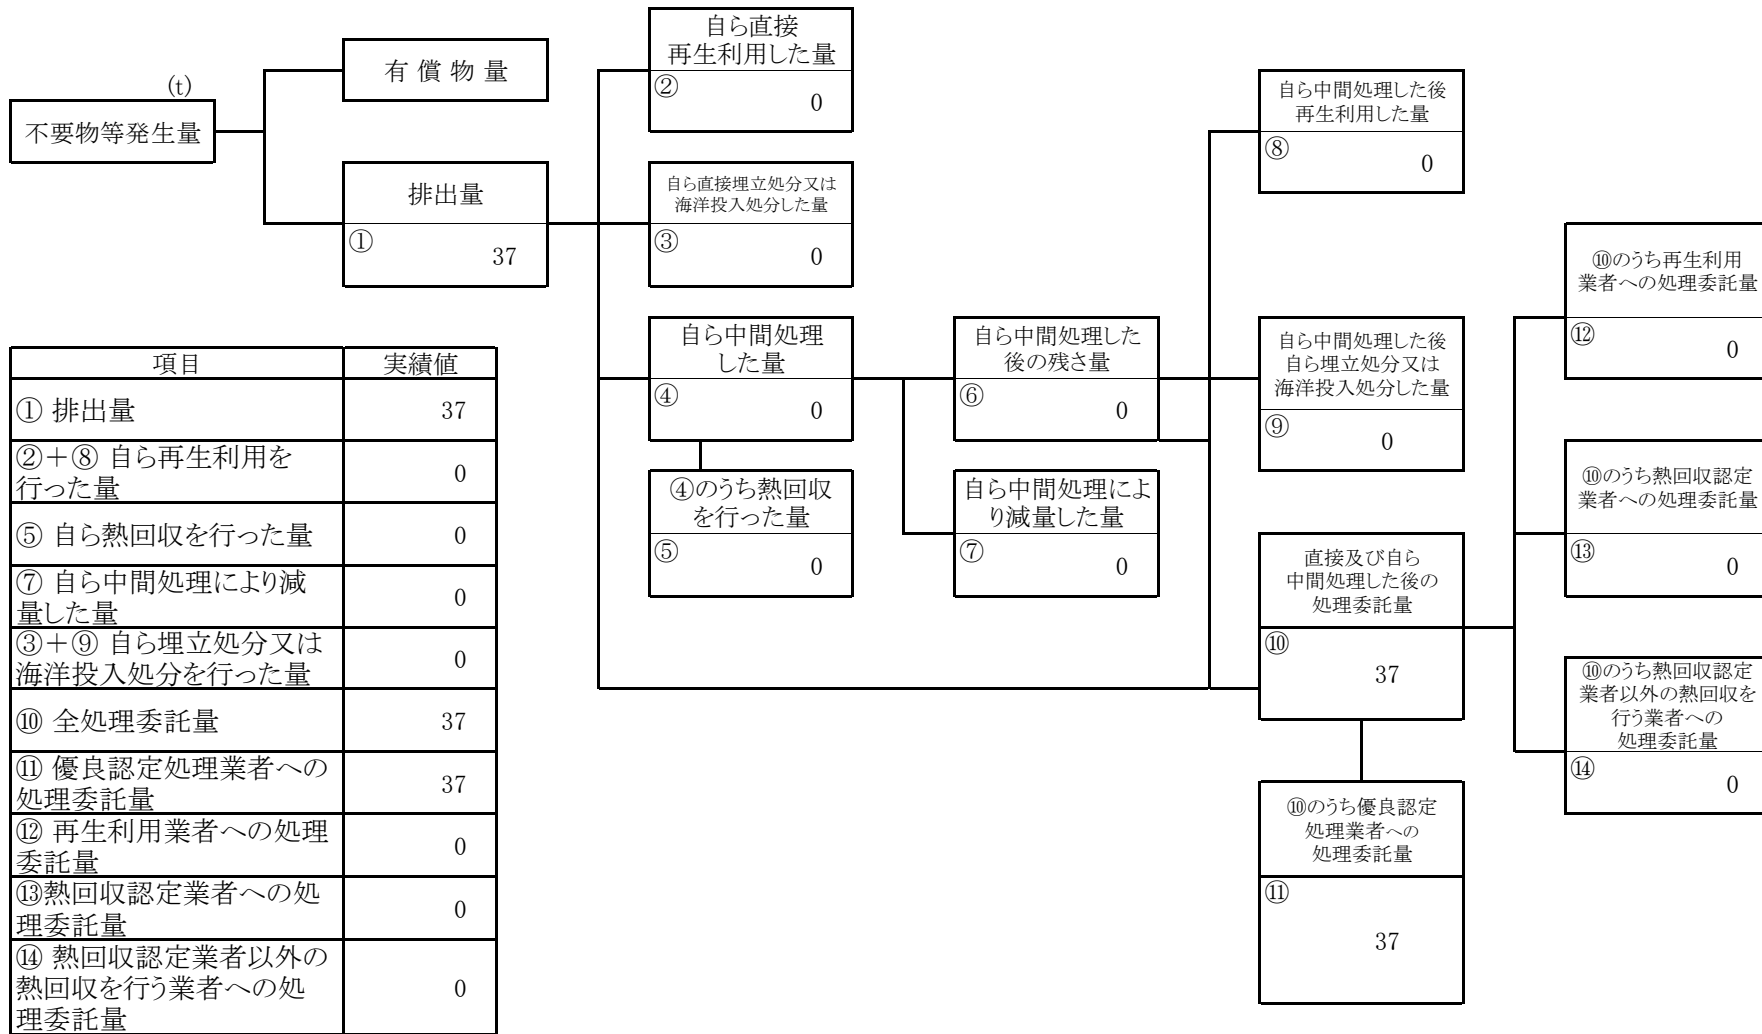 (t)
不要物等発生量
有 償 物 量
排出量
①
37
自ら直接
再生利用した量
②
0
自ら直接埋立処分又は
海洋投入処分した量
③
0
自ら中間処理
した量
④
0
④のうち熱回収
を行った量
⑤
0
自ら中間処理した
後の残さ量
⑥
0
自ら中間処理によ
り減量した量
⑦
0
自ら中間処理した後
再生利用した量
⑧
0
自ら中間処理した後
自ら埋立処分又は
海洋投入処分した量
⑨
0
直接及び自ら
中間処理した後の
処理委託量
⑩
37
⑩のうち優良認定
処理業者への
処理委託量
⑪
37
⑩のうち再生利用
業者への処理委託量
⑫
0
⑩のうち熱回収認定
業者への処理委託量
⑬
0
⑩のうち熱回収認定
業者以外の熱回収を
行う業者への
処理委託量
⑭
0
項目 実績値
① 排出量 37
②＋⑧ 自ら再生利用を
行った量 0
⑤ 自ら熱回収を行った量 0
⑦ 自ら中間処理により減
量した量 0
③＋⑨ 自ら埋立処分又は
海洋投入処分を行った量 0
⑩ 全処理委託量 37
⑪ 優良認定処理業者への
処理委託量 37
⑫ 再生利用業者への処理
委託量 0
⑬熱回収認定業者への処
理委託量 0
⑭ 熱回収認定業者以外の
熱回収を行う業者への処
理委託量 0